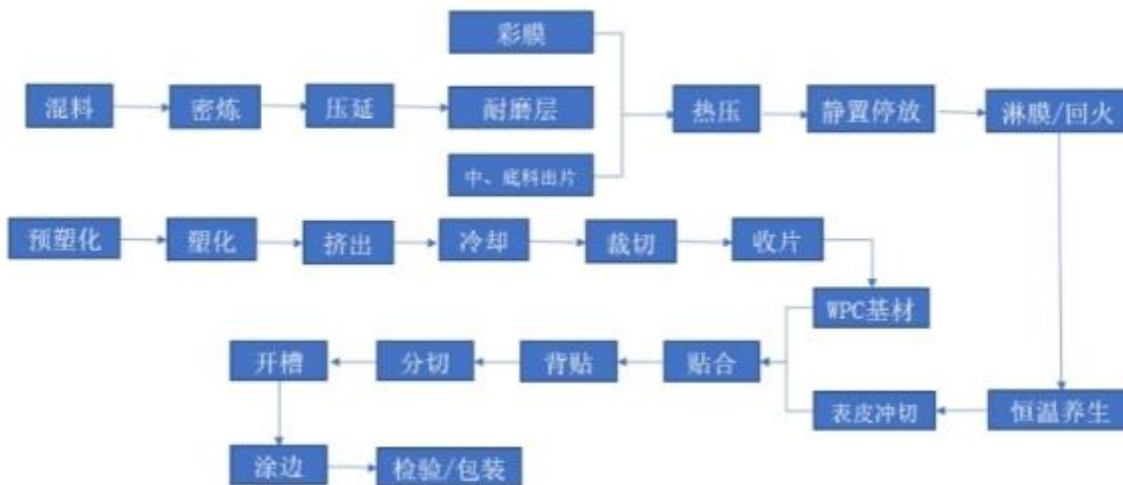 彩膜
混料
密炼
压延
耐磨层
热压
静置停放
淋膜/回火
中、底料出片
预塑化
塑化
挤出
冷却
裁切
收片
WPC基材
开槽
分切
背贴
贴合
表皮冲切
恒温养生
涂边
检验/包装